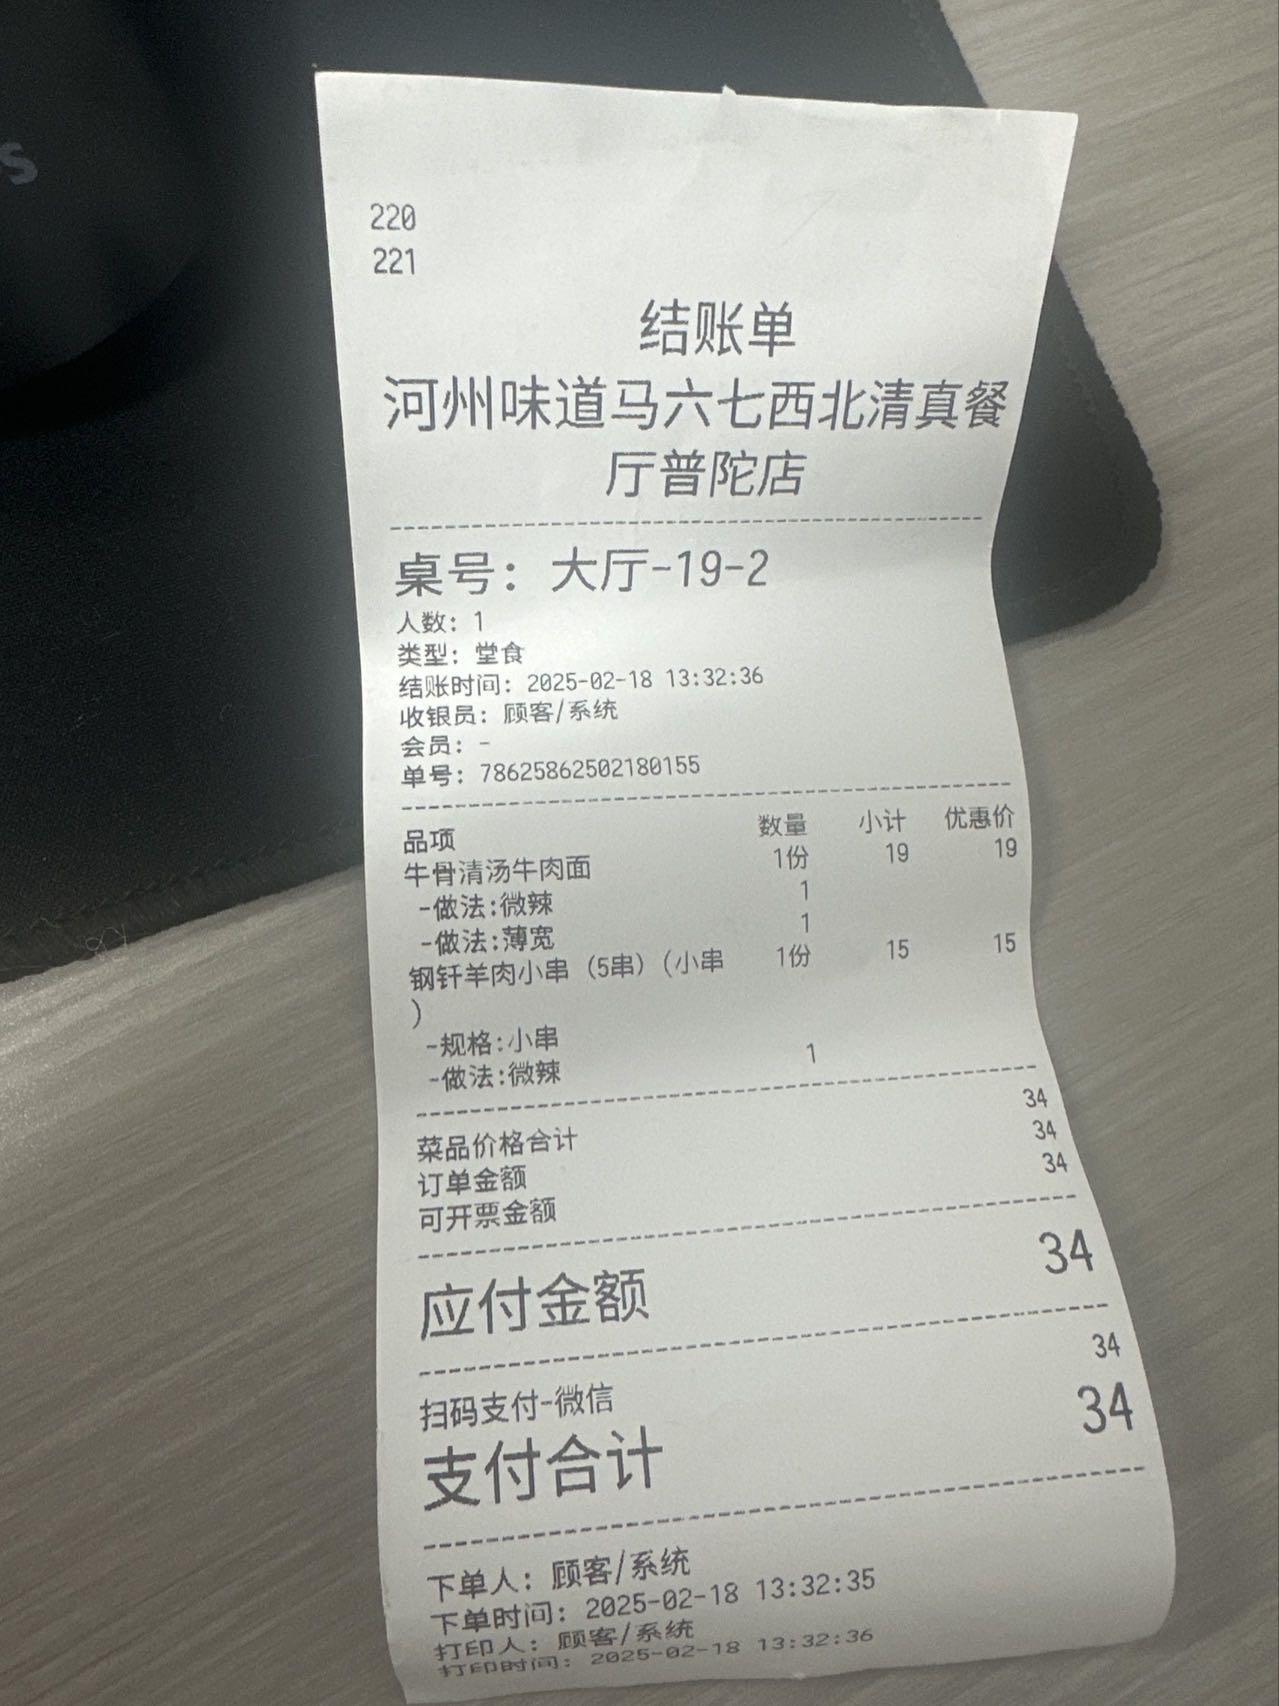 220
221
结账单
河州味道马六七西北清真餐
厅普陀店
桌号：大厅-19-2
人数：1
类型：堂食
结账时间：2025-02-18 13:32:36
收银员：顾客/系统
会员：-
单号：78625862502180155
品项 数量 小计 优惠价
牛骨清汤牛肉面 1份 19 19
-做法:微辣 1
-做法:薄宽 1
钢钎羊肉小串（5串）（小串 1份 15 15
）
-规格:小串
-做法:微辣 1
菜品价格合计 34
订单金额 34
可开票金额 34
应付金额 34
扫码支付-微信 34
支付合计 34
下单人：顾客/系统
下单时间：2025-02-18 13:32:35
打印人：顾客/系统
打印时间：2025-02-18 13:32:36